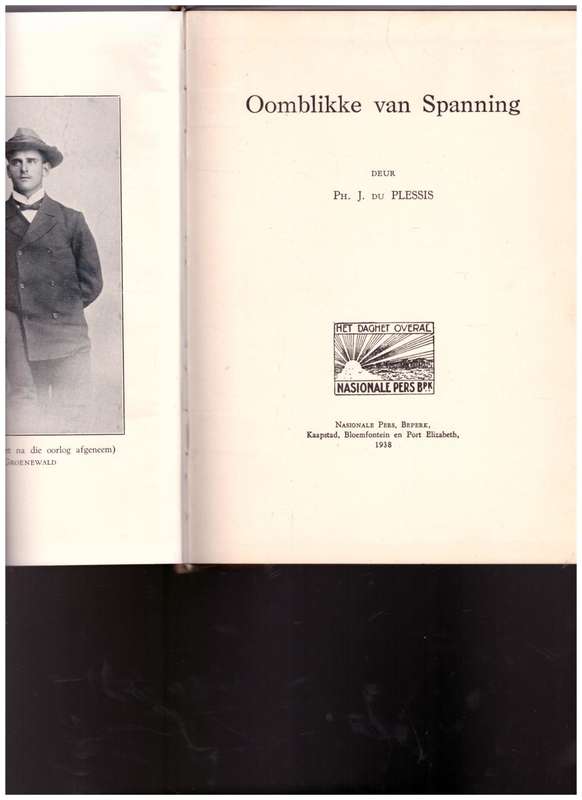 na die oorlog afgeneem)
GROENEWALD
Oomblikke van Spanning
DEUR
PH. J. DU PLESSIS
HET DAGHET OVERAL
NASIONALE PERS BPK
NASIONALE PERS, BEPERK,
Kaapstad, Bloemfontein en Port Elizabeth,
1938